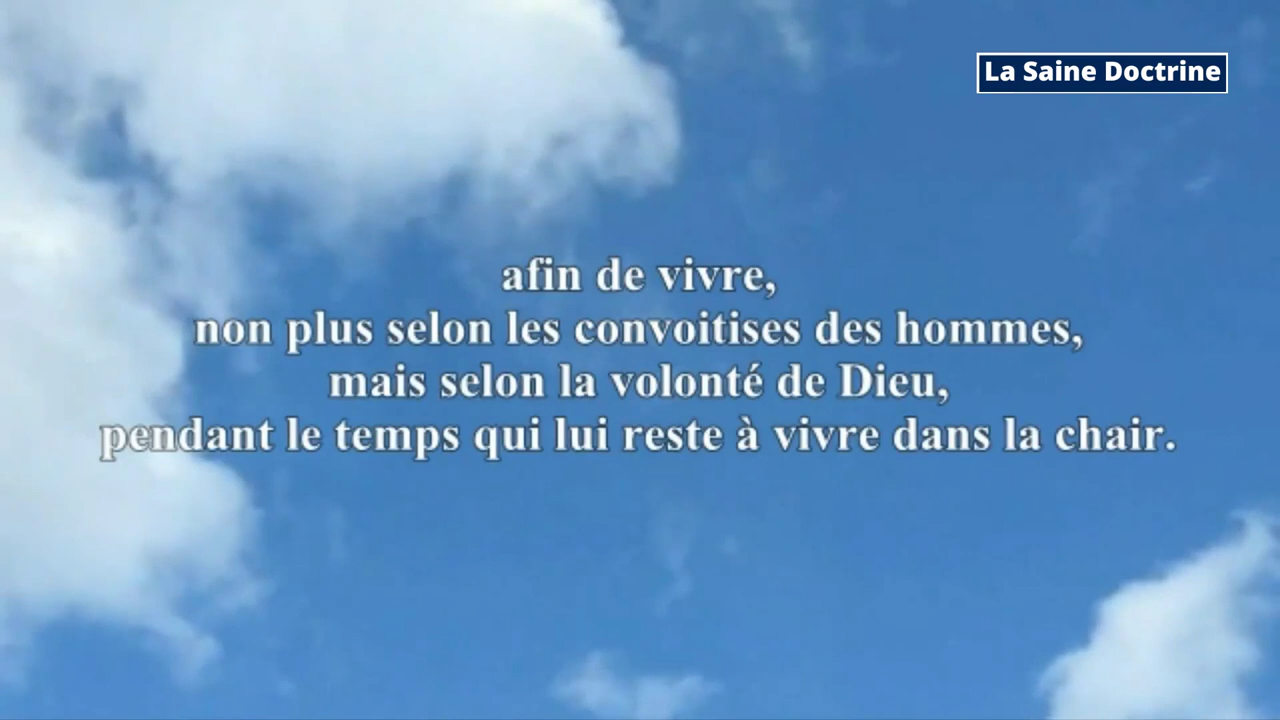 La Saine Doctrine
afin de vivre,
non plus selon les convoitises des hommes,
mais selon la volonté de Dieu,
pendant le temps qui lui reste à vivre dans la chair.